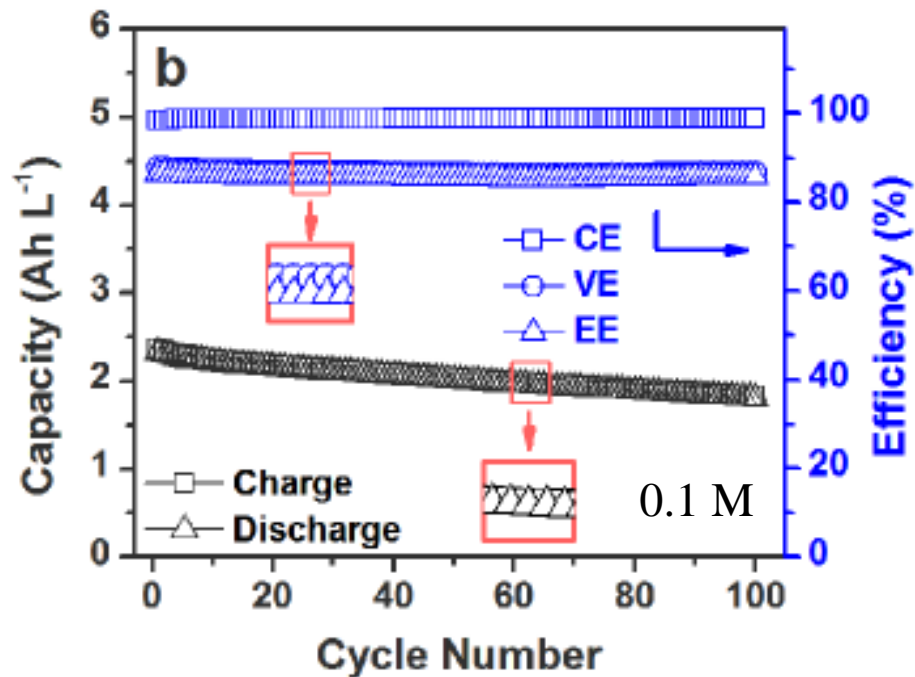 b
Capacity (Ah L⁻¹)
6
5
4
3
2
1
0
Efficiency (%)
100
80
60
40
20
0
CE
VE
EE
Charge
Discharge
0.1 M
0 20 40 60 80 100
Cycle Number